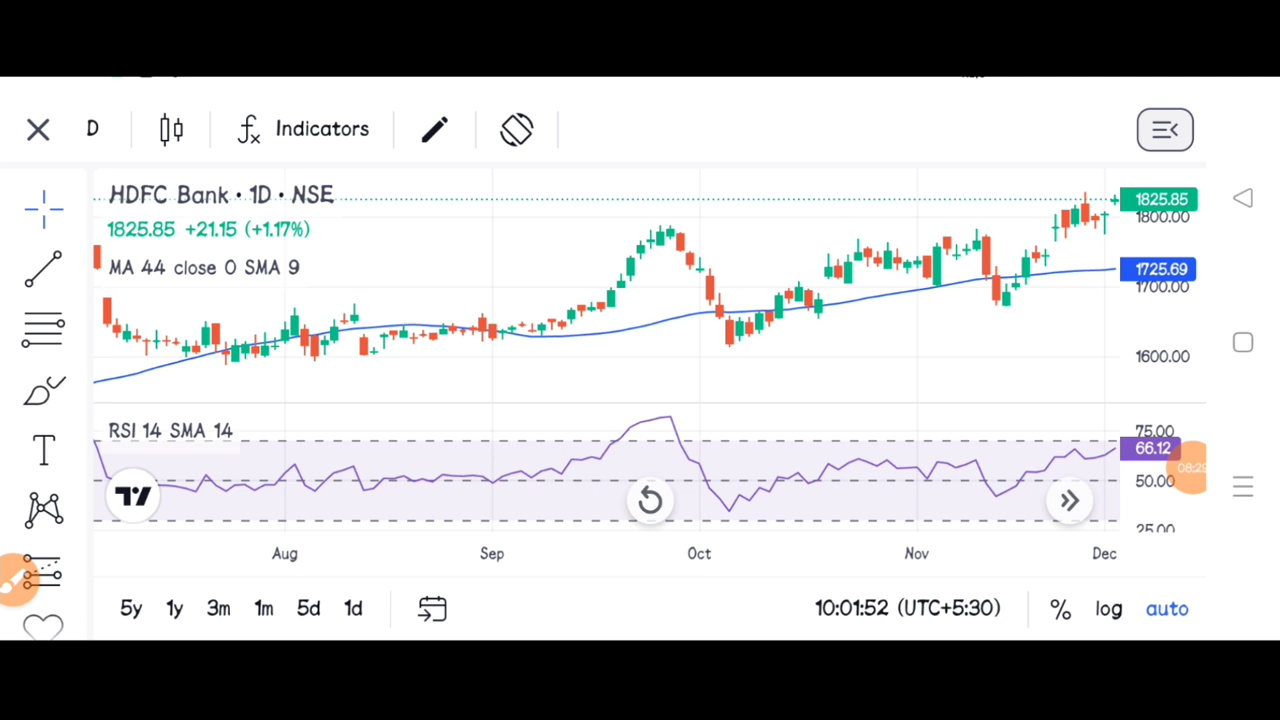 D
Indicators
HDFC Bank • 1D • NSE
1825.85 +21.15 (+1.17%)
MA 44 close 0 SMA 9
1825.85
1800.00
1725.69
1700.00
1600.00
RSI 14 SMA 14
75.00
66.12
50.00
25.00
Aug Sep Oct Nov Dec
5y 1y 3m 1m 5d 1d
10:01:52 (UTC+5:30)
% log auto